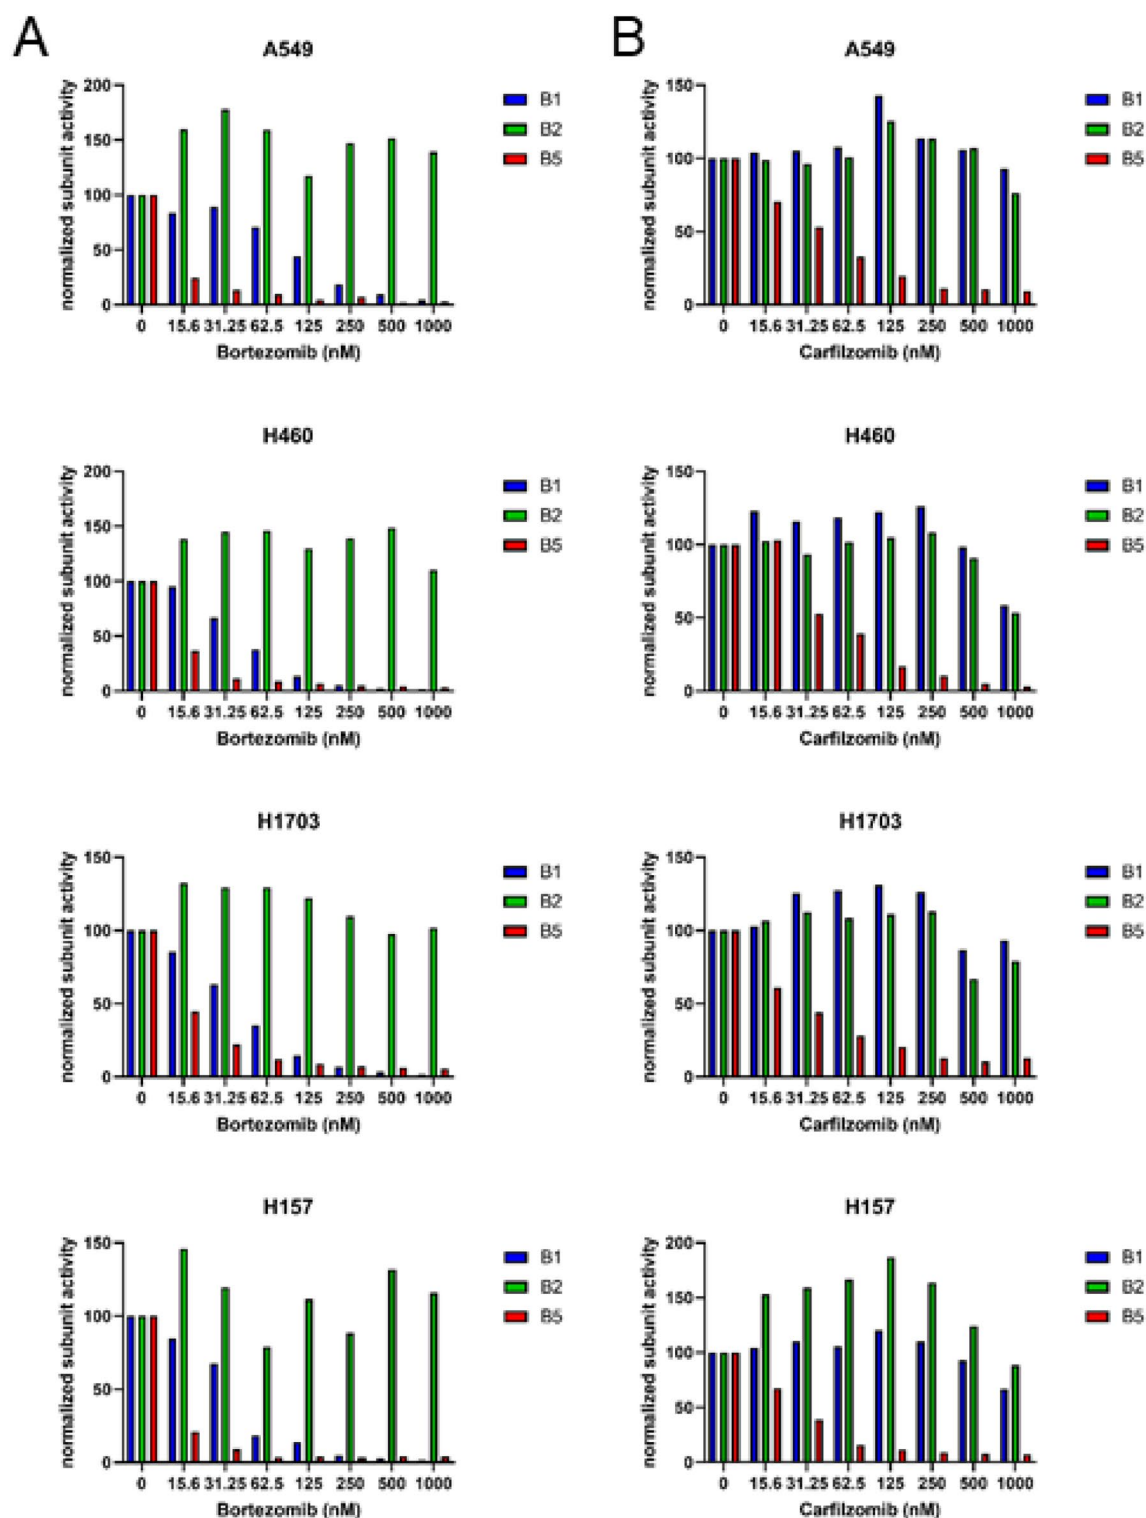 A
B
A549
normalized subunit activity
200
150
100
50
0
0 15.6 31.25 62.5 125 250 500 1000
Bortezomib (nM)
B1
B2
B5
A549
normalized subunit activity
150
100
50
0
0 15.6 31.25 62.5 125 250 500 1000
Carfilzomib (nM)
B1
B2
B5
H460
normalized subunit activity
200
150
100
50
0
0 15.6 31.25 62.5 125 250 500 1000
Bortezomib (nM)
B1
B2
B5
H460
normalized subunit activity
150
100
50
0
0 15.6 31.25 62.5 125 250 500 1000
Carfilzomib (nM)
B1
B2
B5
H1703
normalized subunit activity
150
100
50
0
0 15.6 31.25 62.5 125 250 500 1000
Bortezomib (nM)
B1
B2
B5
H1703
normalized subunit activity
150
100
50
0
0 15.6 31.25 62.5 125 250 500 1000
Carfilzomib (nM)
B1
B2
B5
H157
normalized subunit activity
150
100
50
0
0 15.6 31.25 62.5 125 250 500 1000
Bortezomib (nM)
B1
B2
B5
H157
normalized subunit activity
200
150
100
50
0
0 15.6 31.25 62.5 125 250 500 1000
Carfilzomib (nM)
B1
B2
B5